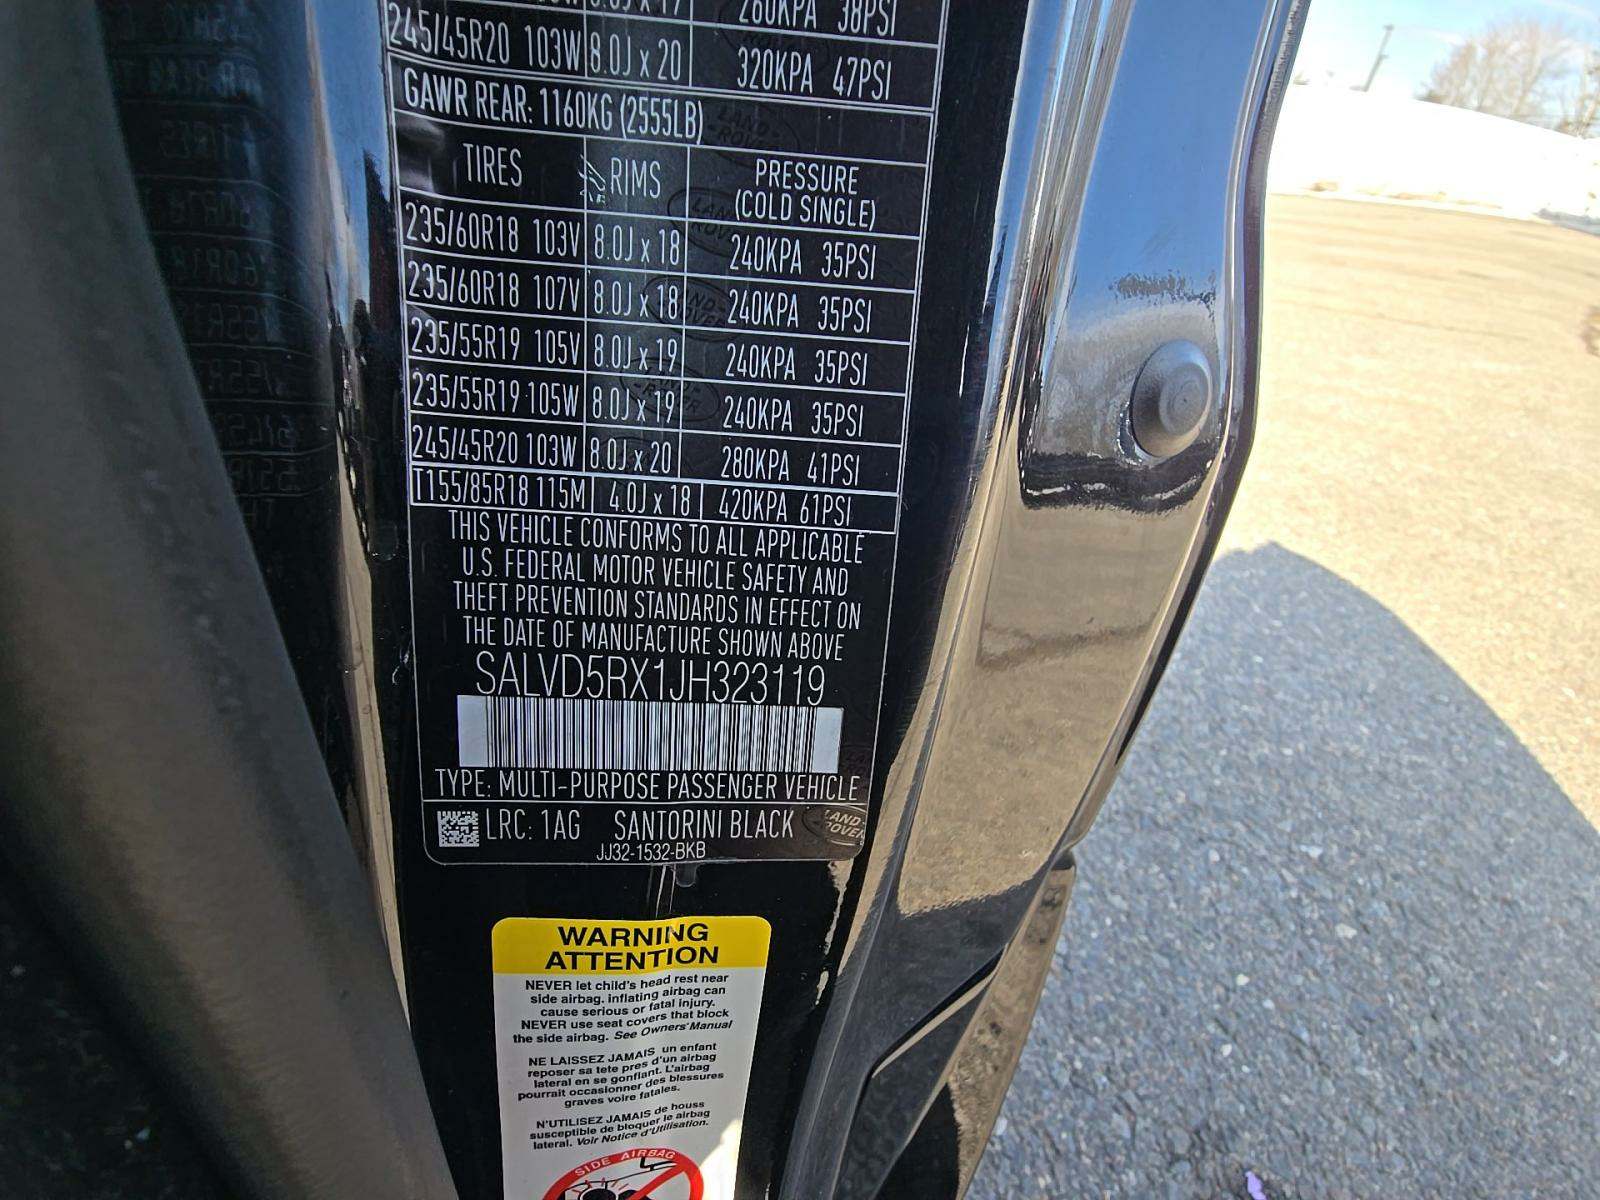 260KPA 38PSI
245/45R20 103W 8.0J x 20 320KPA 47PSI
GAWR REAR: 1160KG (2555LB)
TIRES RIMS PRESSURE
(COLD SINGLE)
235/60R18 103V 8.0J x 18 240KPA 35PSI
235/60R18 107V 8.0J x 18 240KPA 35PSI
235/55R19 105V 8.0J x 19 240KPA 35PSI
235/55R19 105W 8.0J x 19 240KPA 35PSI
245/45R20 103W 8.0J x 20 280KPA 41PSI
T155/85R18 115M 4.0J x 18 420KPA 61PSI
THIS VEHICLE CONFORMS TO ALL APPLICABLE
U.S. FEDERAL MOTOR VEHICLE SAFETY AND
THEFT PREVENTION STANDARDS IN EFFECT ON
THE DATE OF MANUFACTURE SHOWN ABOVE
SALVD5RX1JH323119
TYPE: MULTI-PURPOSE PASSENGER VEHICLE
LRC: 1AG SANTORINI BLACK
LAND-
ROVER
JJ32-1532-BKB
WARNING
ATTENTION
NEVER let child's head rest near
side airbag. inflating airbag can
cause serious or fatal injury.
NEVER use seat covers that block
the side airbag. See Owners'Manual
NE LAISSEZ JAMAIS un enfant
reposer sa tete pres d'un airbag
lateral en se gonflant. L'airbag
pourrait occasionner des blessures
graves voire fatales.
N'UTILISEZ JAMAIS de houss
susceptible de bloquer le airbag
lateral. Voir Notice d'Utilisation.
SIDE AIRBAG